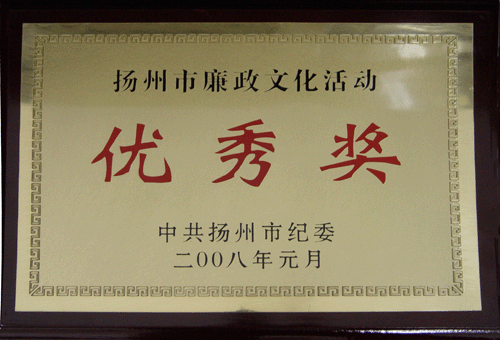 扬州市廉政文化活动
优秀奖
中共扬州市纪委
二00八年元月